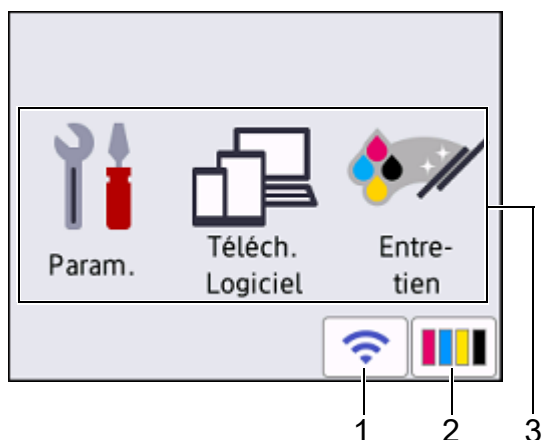 Param.
Téléch.
Logiciel
Entre-
tien
1
2
3